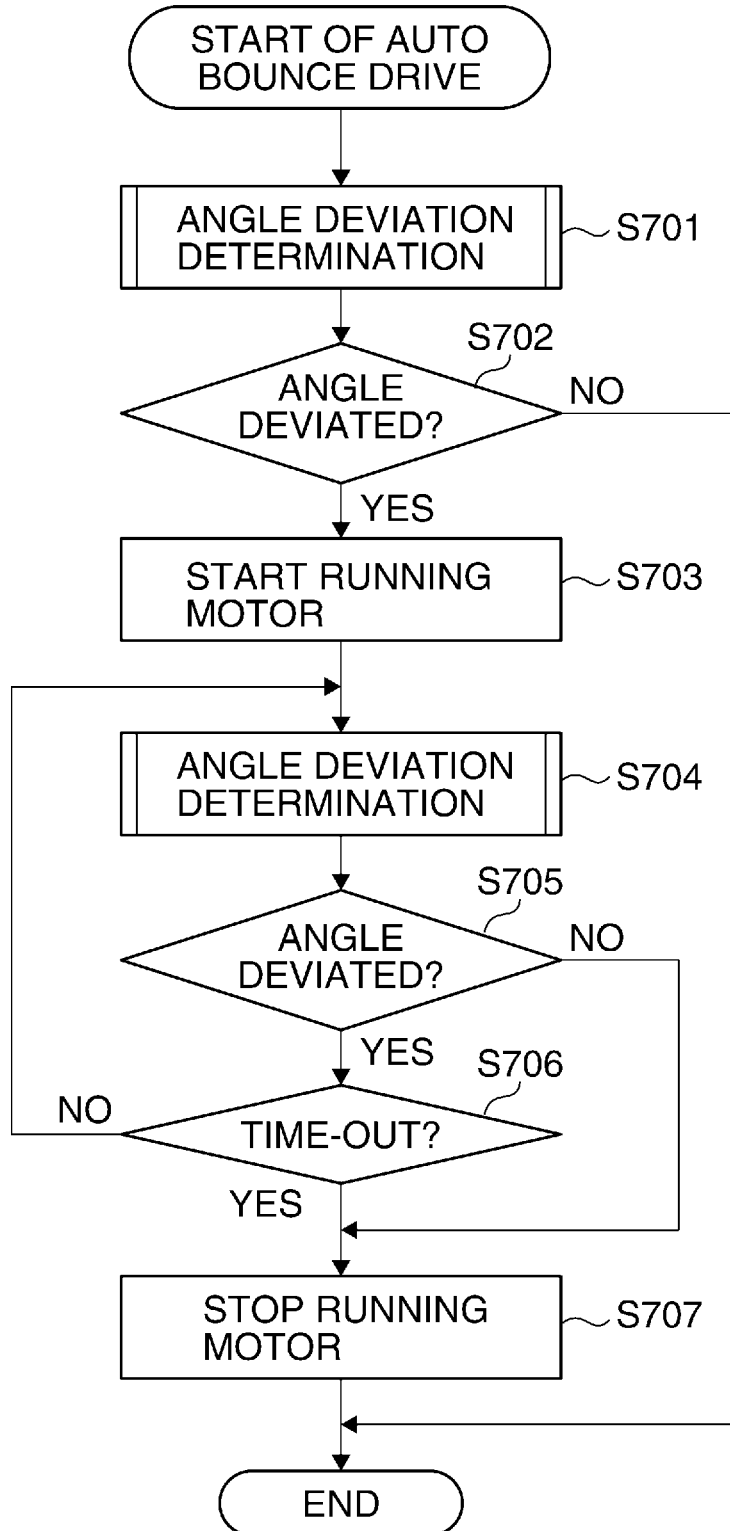 START OF AUTO
BOUNCE DRIVE
ANGLE DEVIATION
DETERMINATION
S701
S702
ANGLE
DEVIATED?
NO
YES
START RUNNING
MOTOR
S703
ANGLE DEVIATION
DETERMINATION
S704
S705
ANGLE
DEVIATED?
NO
YES
S706
NO
TIME-OUT?
YES
STOP RUNNING
MOTOR
S707
END